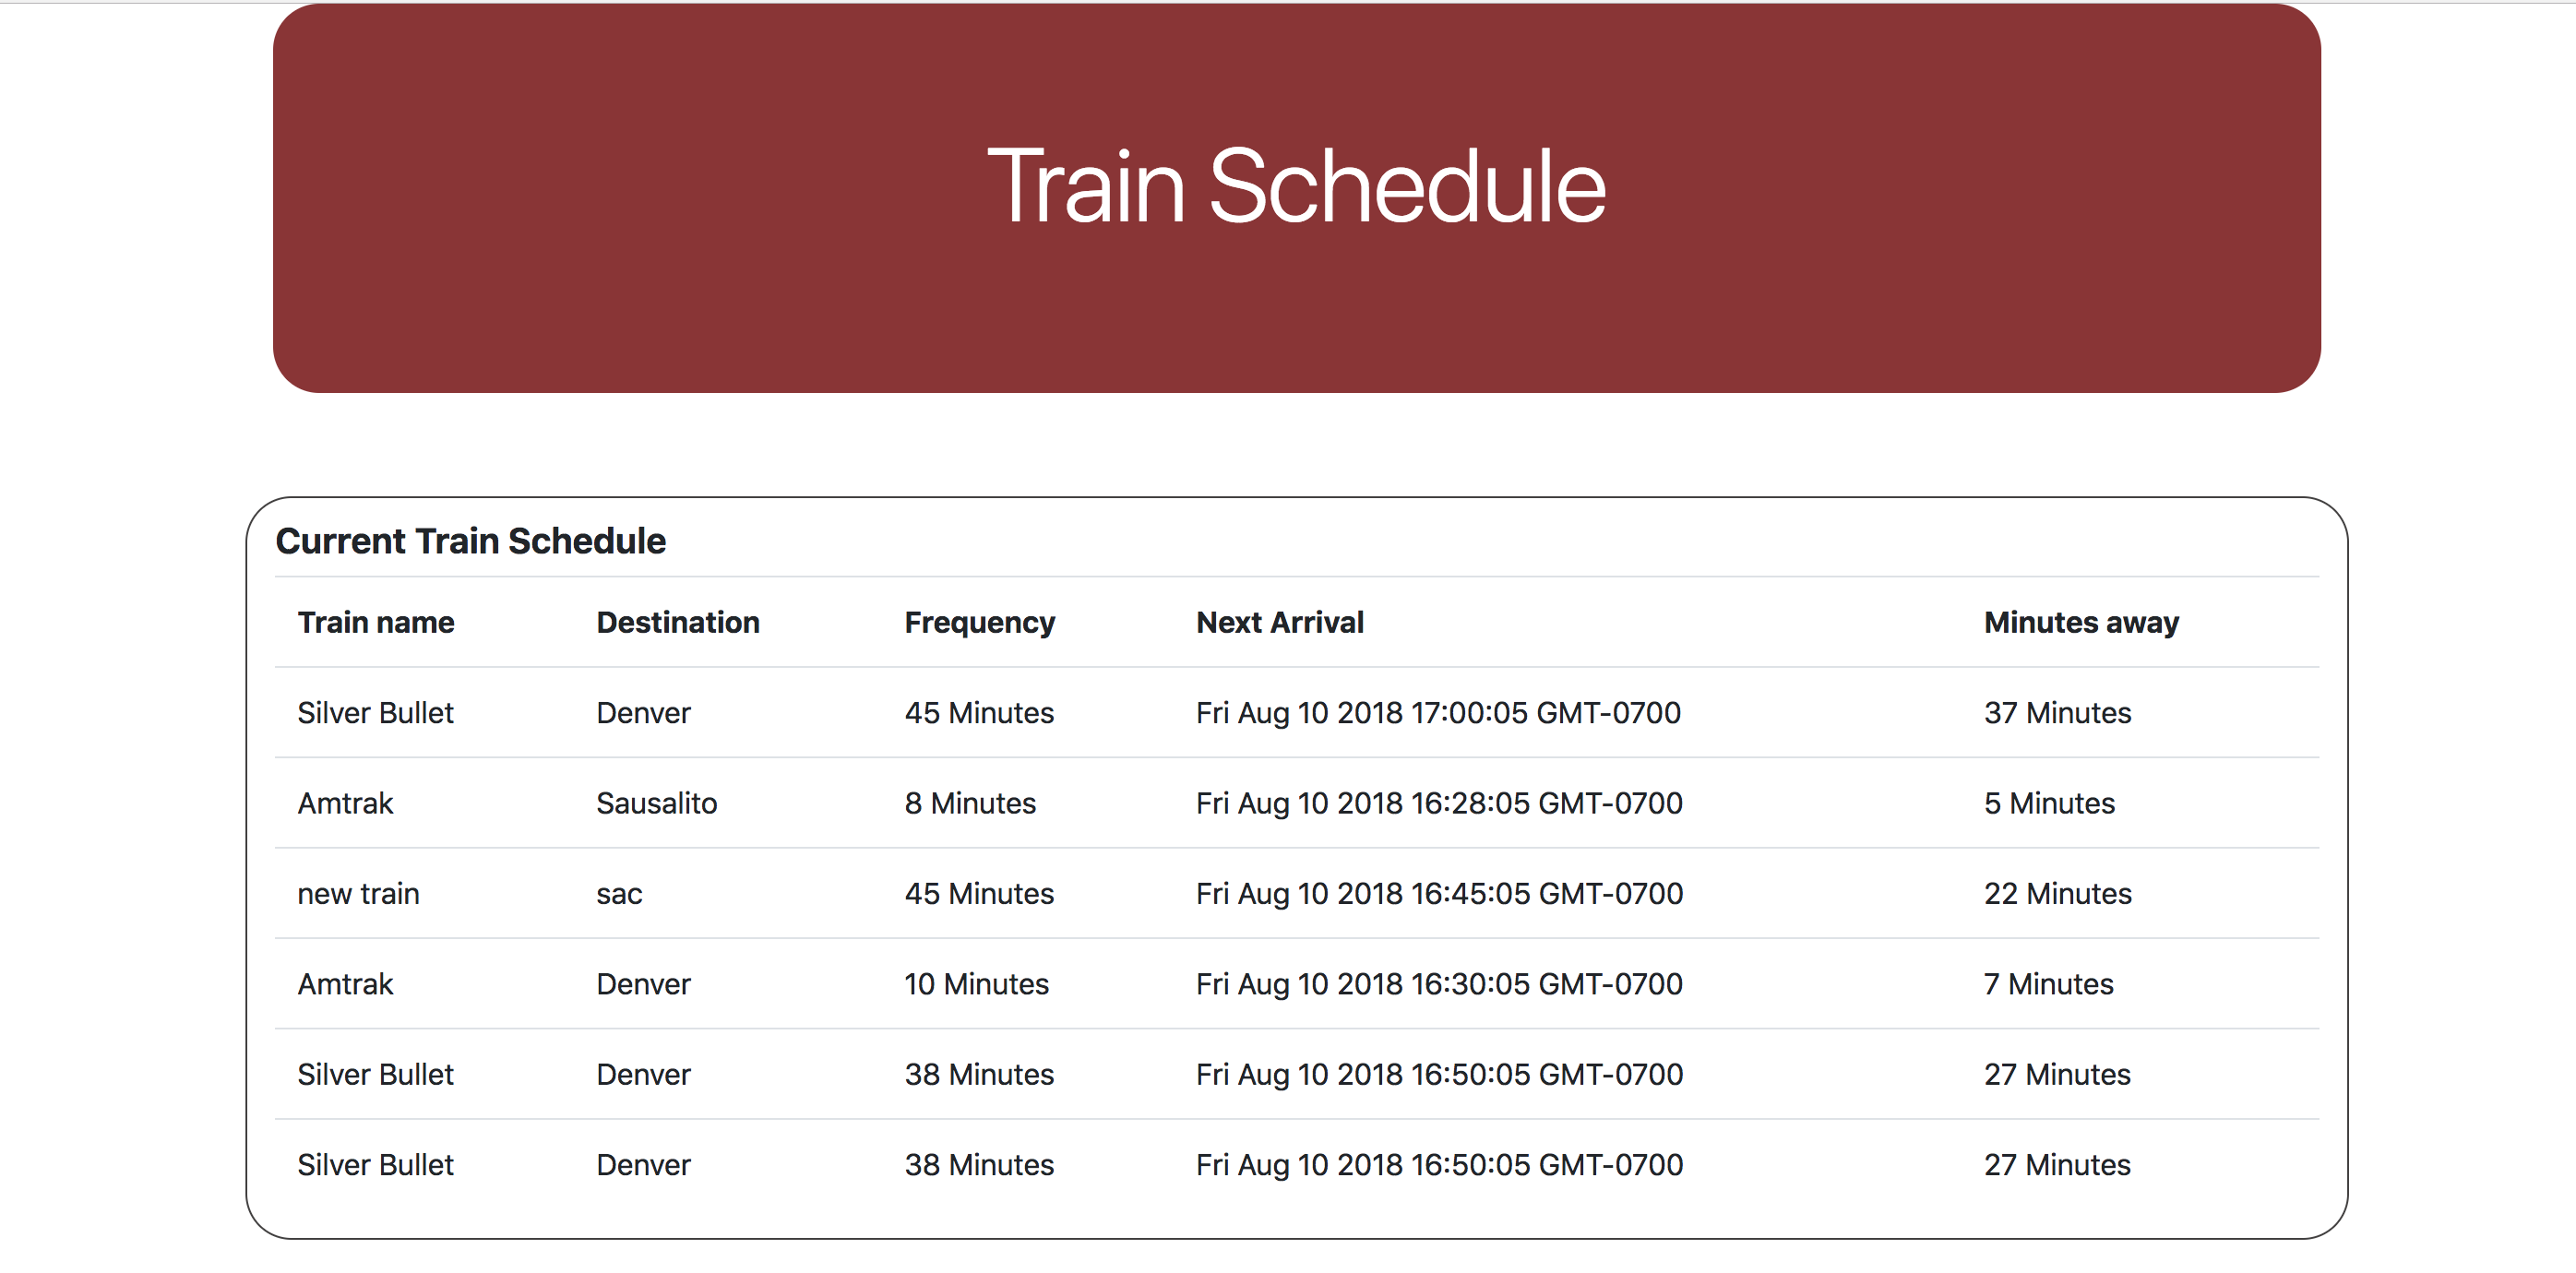 Train Schedule
Current Train Schedule
Train name Destination Frequency Next Arrival Minutes away
Silver Bullet Denver 45 Minutes Fri Aug 10 2018 17:00:05 GMT-0700 37 Minutes
Amtrak Sausalito 8 Minutes Fri Aug 10 2018 16:28:05 GMT-0700 5 Minutes
new train sac 45 Minutes Fri Aug 10 2018 16:45:05 GMT-0700 22 Minutes
Amtrak Denver 10 Minutes Fri Aug 10 2018 16:30:05 GMT-0700 7 Minutes
Silver Bullet Denver 38 Minutes Fri Aug 10 2018 16:50:05 GMT-0700 27 Minutes
Silver Bullet Denver 38 Minutes Fri Aug 10 2018 16:50:05 GMT-0700 27 Minutes